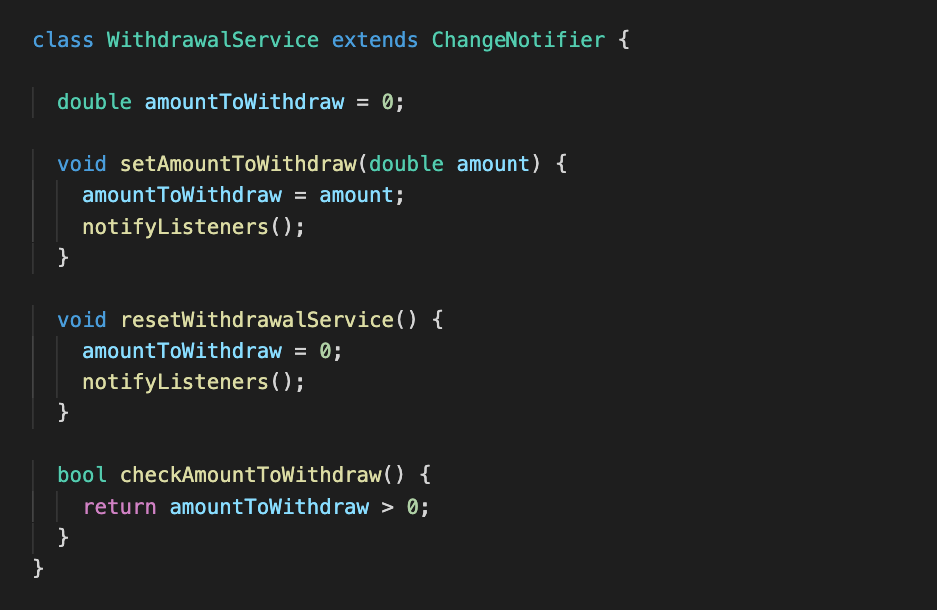 class WithdrawalService extends ChangeNotifier {
double amountToWithdraw = 0;
void setAmountToWithdraw(double amount) {
amountToWithdraw = amount;
notifyListeners();
}
void resetWithdrawalService() {
amountToWithdraw = 0;
notifyListeners();
}
bool checkAmountToWithdraw() {
return amountToWithdraw > 0;
}
}